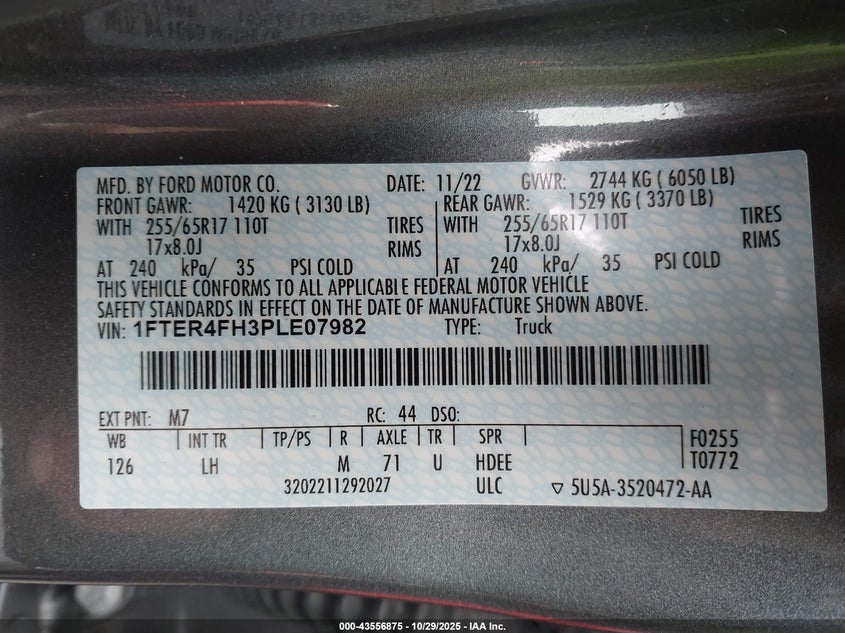 MFD. BY FORD MOTOR CO. DATE: 11/22 GVWR: 2744 KG ( 6050 LB)
FRONT GAWR: 1420 KG ( 3130 LB) REAR GAWR: 1529 KG ( 3370 LB)
WITH 255/65R17 110T TIRES WITH 255/65R17 110T TIRES
17x8.0J RIMS 17x8.0J RIMS
AT 240 kPa/ 35 PSI COLD AT 240 kPa/ 35 PSI COLD
THIS VEHICLE CONFORMS TO ALL APPLICABLE FEDERAL MOTOR VEHICLE
SAFETY STANDARDS IN EFFECT ON THE DATE OF MANUFACTURE SHOWN ABOVE.
VIN: 1FTER4FH3PLE07982 TYPE: Truck
EXT PNT: M7 RC: 44 DSO:
WB INT TR TP/PS R AXLE TR SPR F0255
126 LH M 71 U HDEE T0772
3202211292027 ULC ▽ 5U5A-3520472-AA
000-43556875 - 10/29/2025 - IAA Inc.